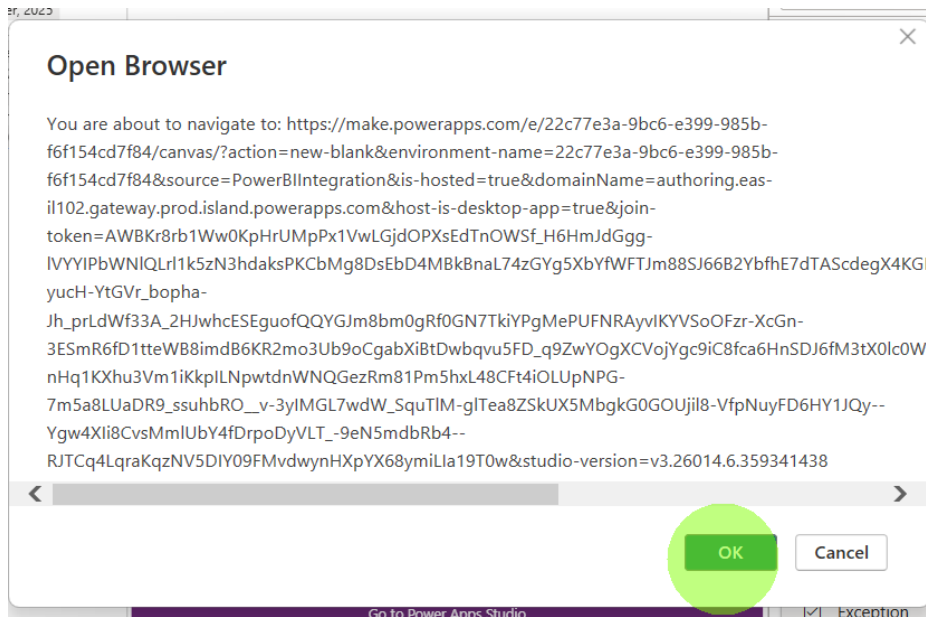 er, 2025
Open Browser
You are about to navigate to: https://make.powerapps.com/e/22c77e3a-9bc6-e399-985b-
f6f154cd7f84/canvas/?action=new-blank&environment-name=22c77e3a-9bc6-e399-985b-
f6f154cd7f84&source=PowerBIIntegration&is-hosted=true&domainName=authoring.eas-
il102.gateway.prod.island.powerapps.com&host-is-desktop-app=true&join-
token=AWBKr8rb1Ww0KpHrUMpPx1VwLGjdOPXsEdTnOWSf_H6HmJdGgg-
lVYYIPbWNlQLrl1k5zN3hdaksPKCbMg8DsEbD4MBkBnaL74zGYg5XbYfWFTJm88SJ66B2YbfhE7dTAScdegX4KG
yucH-YtGVr_bopha-
Jh_prLdWf33A_2HJwhcESEguofQQYGJm8bm0gRf0GN7TkiYPgMePUFNRAyvIKYVSoOFzr-XcGn-
3ESmR6fD1tteWB8imdB6KR2mo3Ub9oCgabXiBtDwbqvu5FD_q9ZwYOgXCVojYgc9iC8fca6HnSDJ6fM3tX0lc0W
nHq1KXhu3Vm1iKkpILNpwtdnWNQGezRm81Pm5hxL48CFt4iOLUpNPG-
7m5a8LUaDR9_ssuhbRO__v-3yIMGL7wdW_SquTlM-glTea8ZSkUX5MbgkG0GOUjil8-VfpNuyFD6HY1JQy--
Ygw4XIi8CvsMmlUbY4fDrpoDyVLT_-9eN5mdbRb4--
RJTCq4LqraKqzNV5DIY09FMvdwynHXpYX68ymiLIa19T0w&studio-version=v3.26014.6.359341438
OK
Cancel
Go to Power Apps Studio
Exception